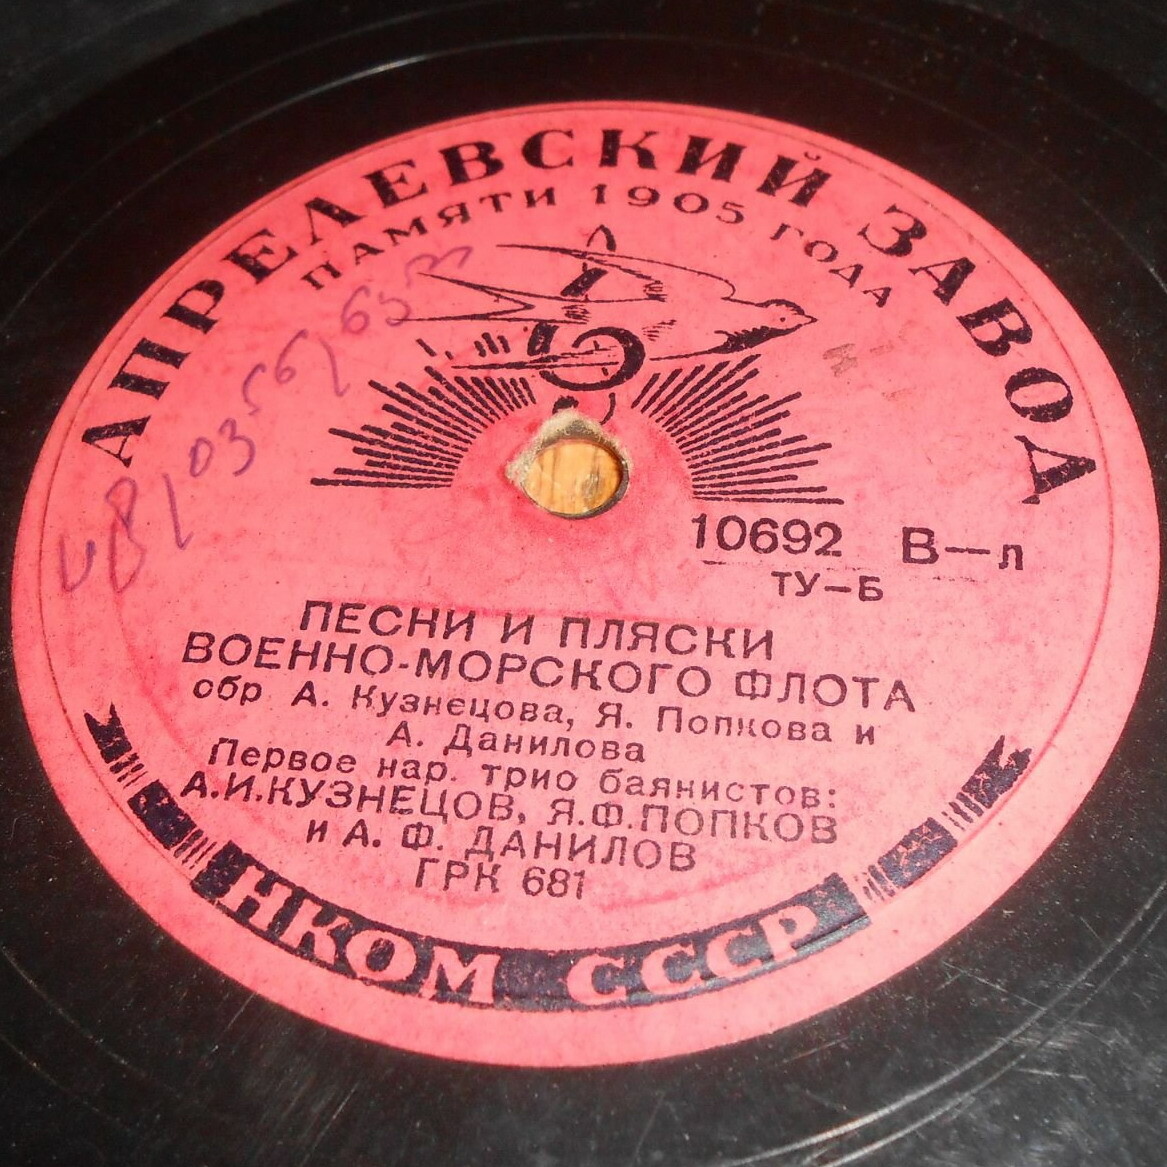 АПРЕЛЕВСКИЙ ЗАВОД
ПАМЯТИ 1905 ГОДА
10692 В—л
ТУ—Б
ПЕСНИ И ПЛЯСКИ
ВОЕННО-МОРСКОГО ФЛОТА
обр А. Кузнецова, Я. Попкова и
А. Данилова
Первое нар. трио баянистов:
А.И.КУЗНЕЦОВ, Я.Ф.ПОПКОВ
и А. Ф. ДАНИЛОВ
ГРК 681
НКОМ СССР